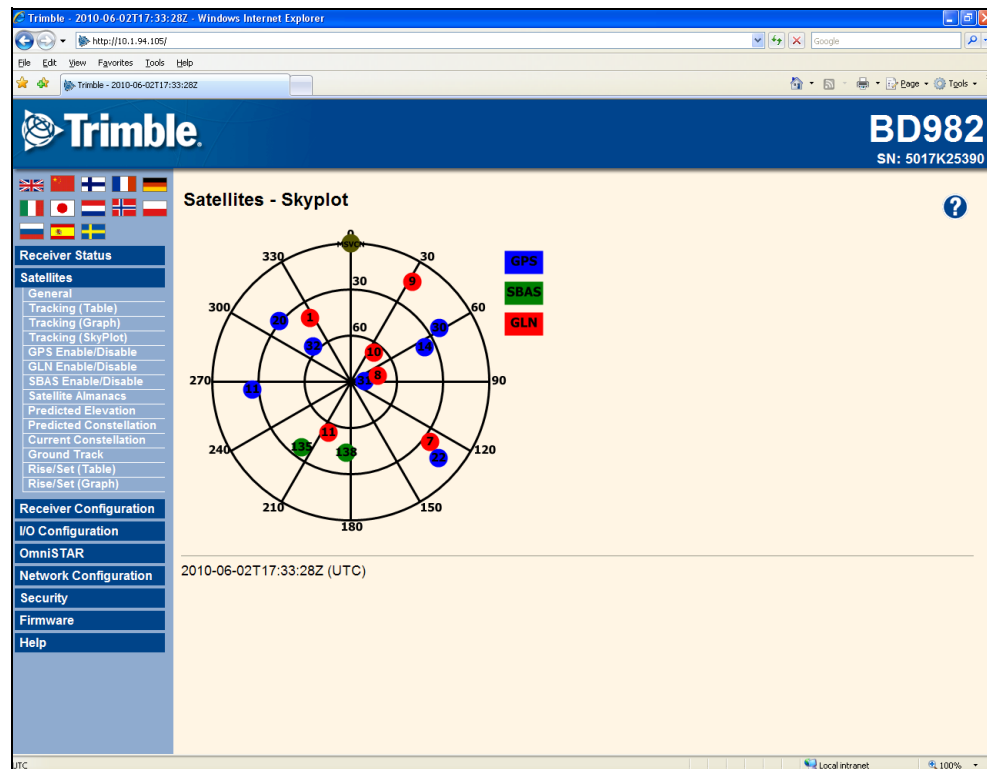 Trimble - 2010-06-02T17:33:28Z - Windows Internet Explorer
http://10.1.94.105/
Google
File Edit View Favorites Tools Help
Trimble - 2010-06-02T17:33:28Z
Page Tools
Trimble.
BD982
SN: 5017K25390
Satellites - Skyplot
Receiver Status
Satellites
General
Tracking (Table)
Tracking (Graph)
Tracking (SkyPlot)
GPS Enable/Disable
GLN Enable/Disable
SBAS Enable/Disable
Satellite Almanacs
Predicted Elevation
Predicted Constellation
Current Constellation
Ground Track
Rise/Set (Table)
Rise/Set (Graph)
Receiver Configuration
I/O Configuration
OmniSTAR
Network Configuration
Security
Firmware
Help
0
MSVCN
330
30
GPS
9
30
SBAS
300
60
20
1
60
30
GLN
32
10
14
270
31
8
90
11
11
135
138
7
22
240
120
210
150
180
2010-06-02T17:33:28Z (UTC)
UTC
Local intranet
100%